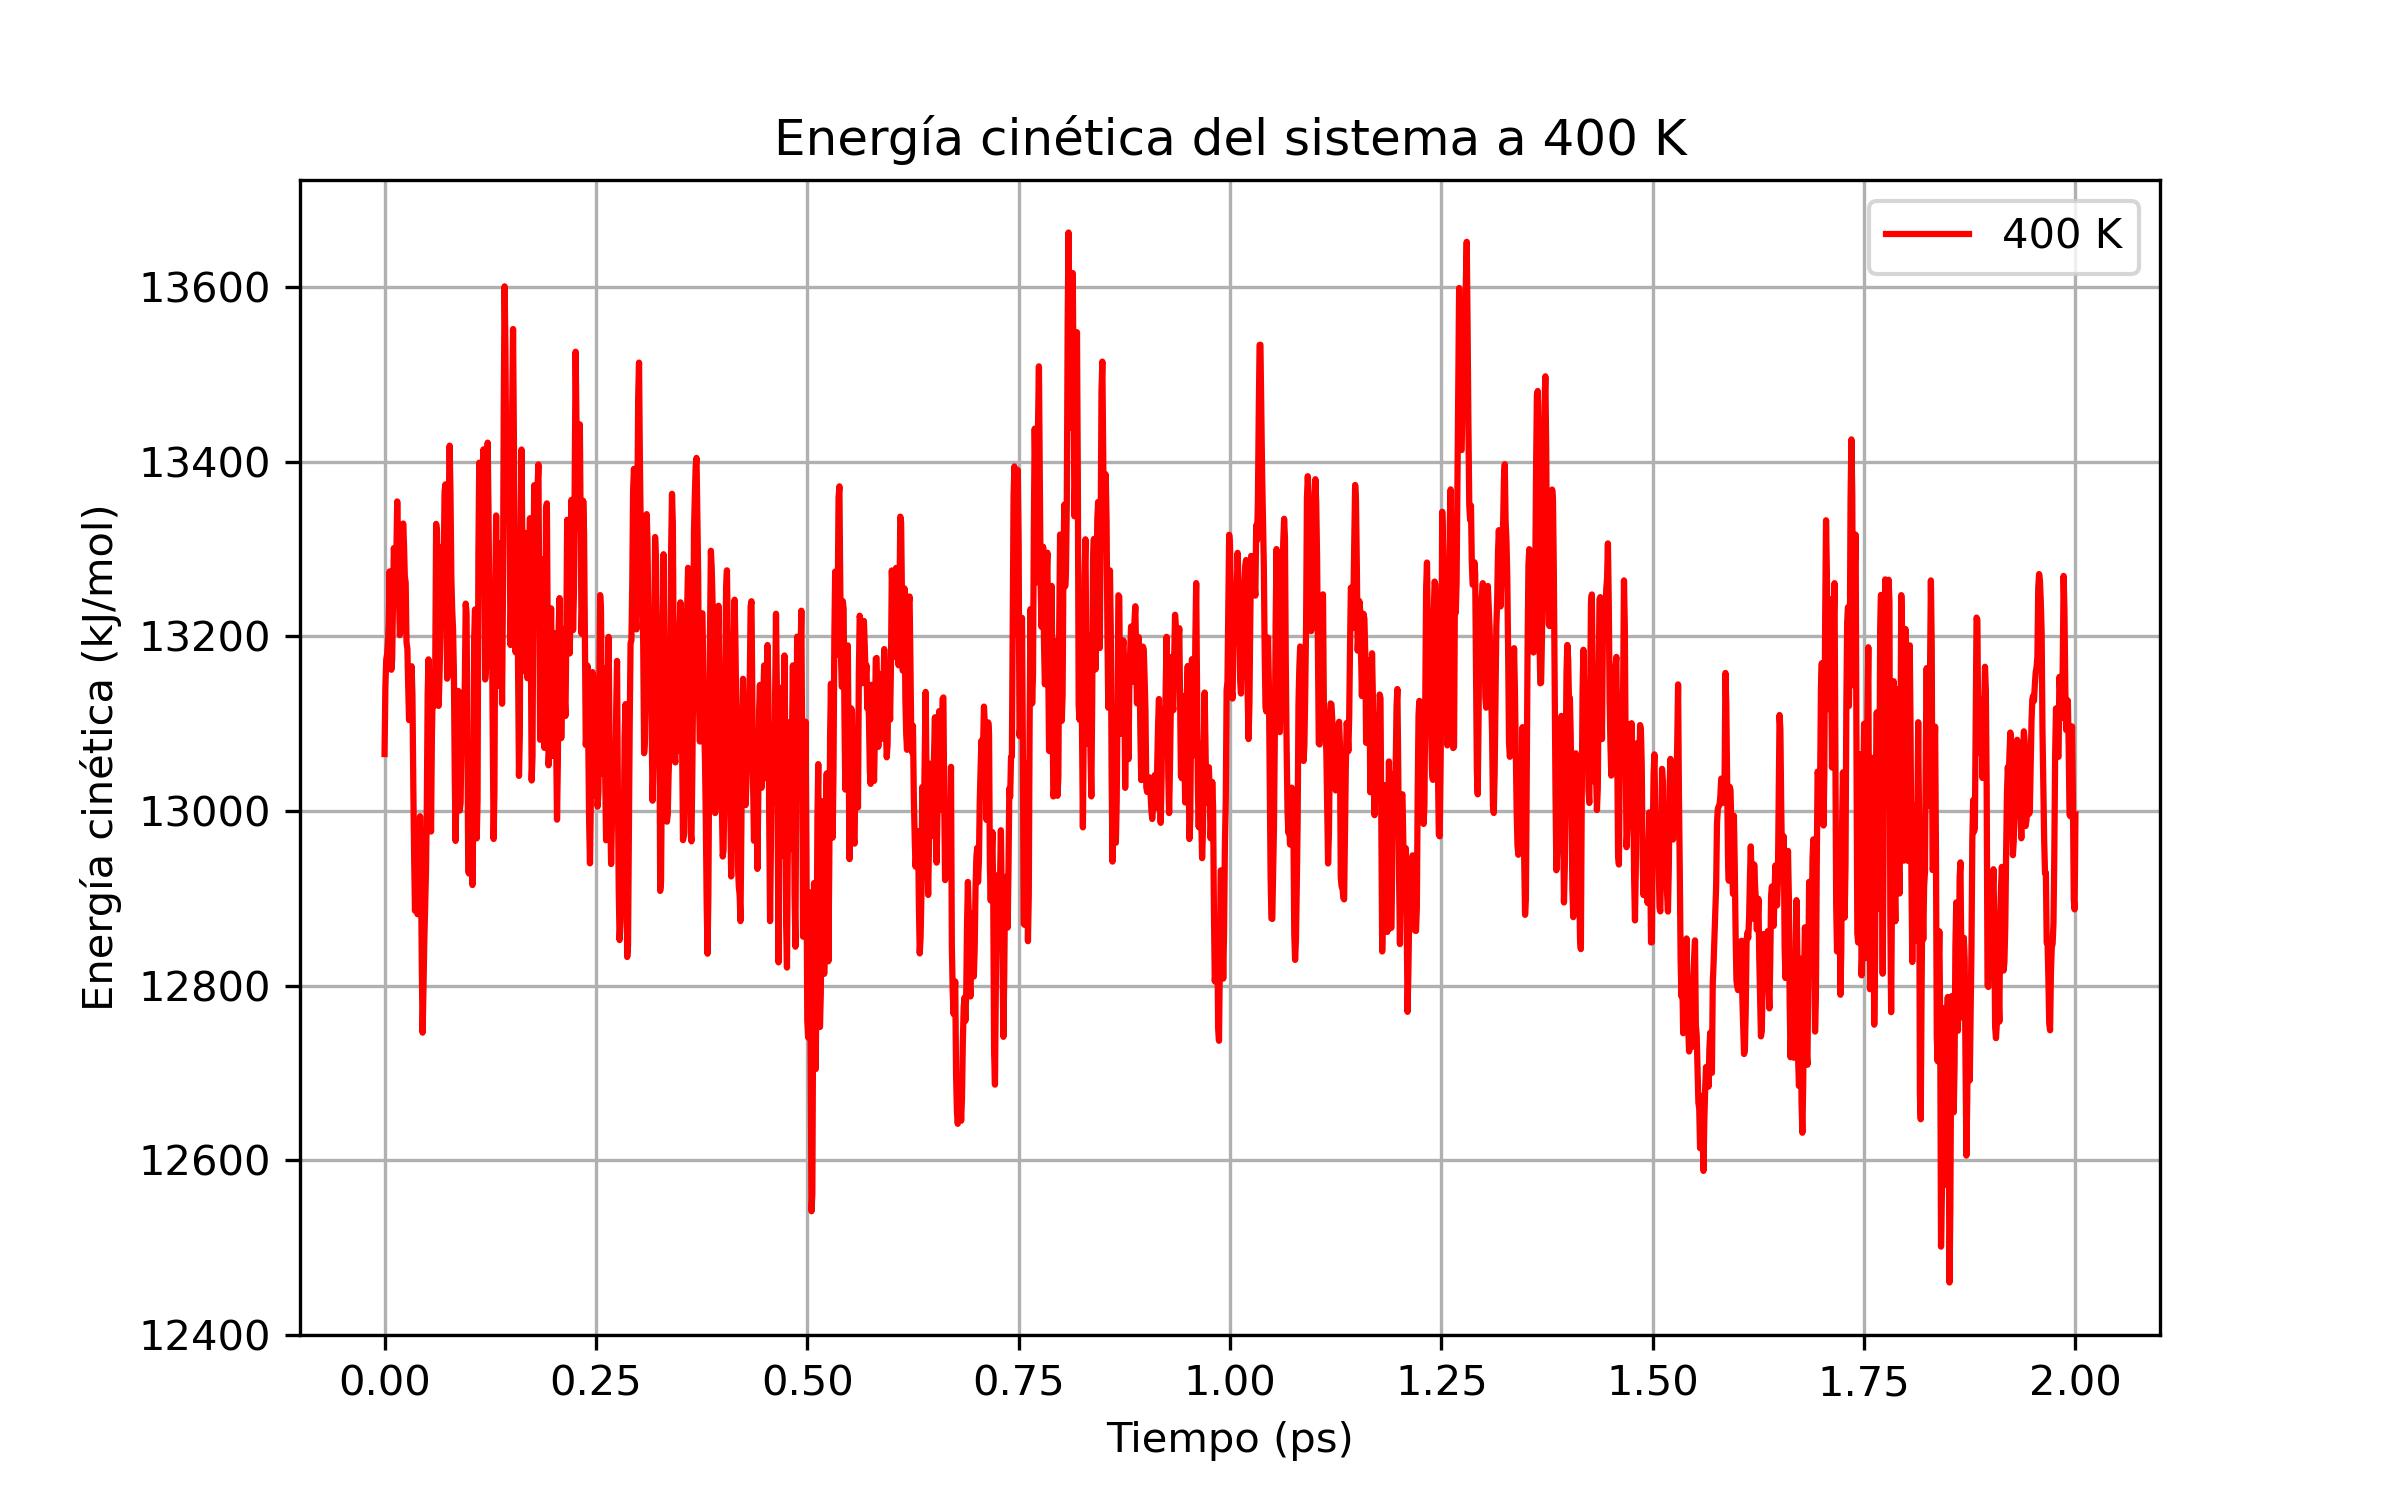 Energía cinética del sistema a 400 K
400 K
Energía cinética (kJ/mol)
13600
13400
13200
13000
12800
12600
12400
0.00 0.25 0.50 0.75 1.00 1.25 1.50 1.75 2.00
Tiempo (ps)